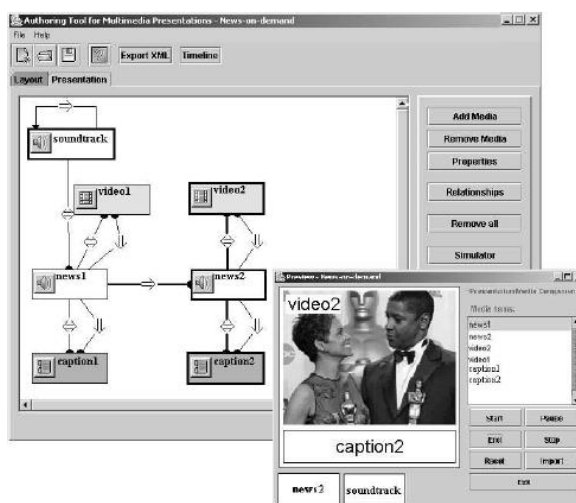 Authoring Tool for Multimedia Presentations - News-on-demand
File Help
Export XML Timeline
Layout Presentation
soundtrack
video1
video2
news1
news2
caption1
caption2
Add Media
Remove Media
Properties
Relationships
Remove all
Simulator
Preview - News-on-demand
video2
caption2
news2 soundtrack
Media Items:
news1
news2
video2
video1
caption1
caption2
Start Pause
End Stop
Reset Import
Exit